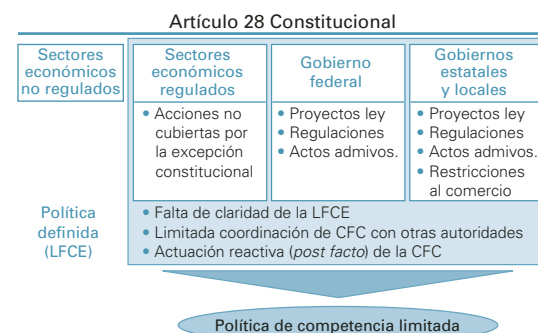 Artículo 28 Constitucional
Sectores
económicos
no regulados
Sectores
económicos
regulados
• Acciones no
cubiertas por
la excepción
constitucional
Gobierno
federal
• Proyectos ley
• Regulaciones
• Actos admivos.
Gobiernos
estatales
y locales
• Proyectos ley
• Regulaciones
• Actos admivos.
• Restricciones
al comercio
Política
definida
(LFCE)
• Falta de claridad de la LFCE
• Limitada coordinación de CFC con otras autoridades
• Actuación reactiva (post facto) de la CFC
Política de competencia limitada